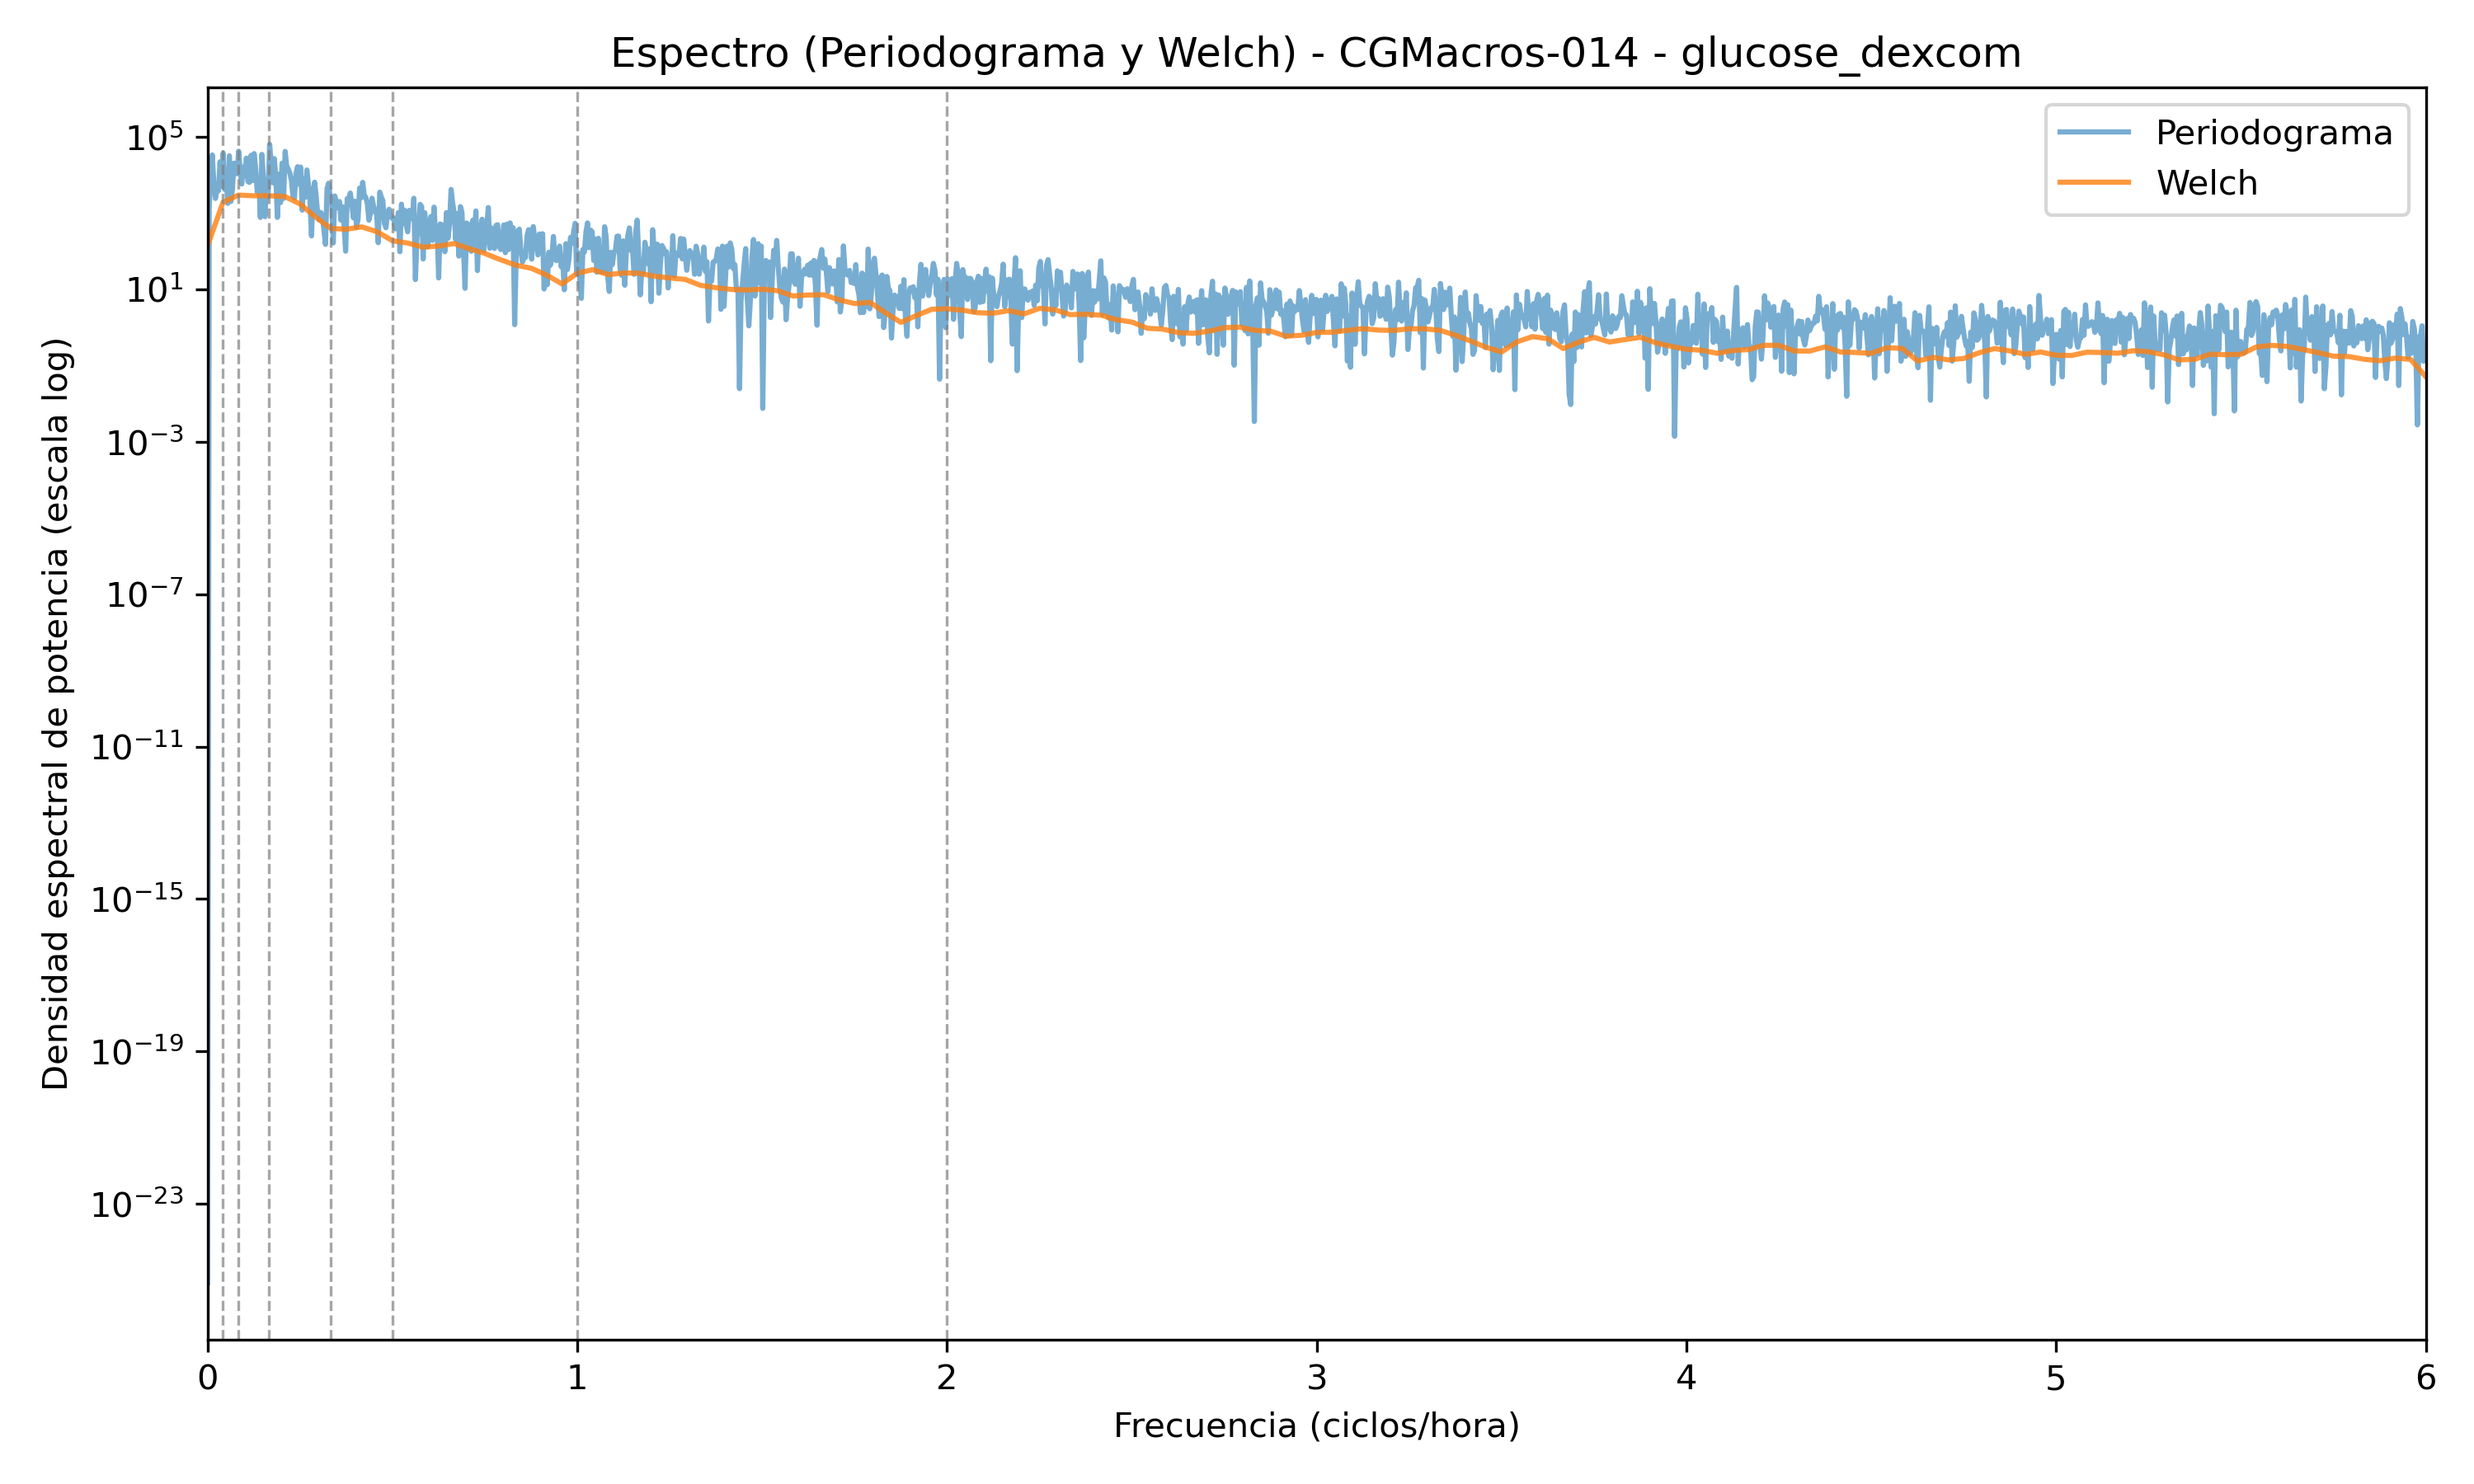 Espectro (Periodograma y Welch) - CGMacros-014 - glucose_dexcom
Periodograma
Welch
Densidad espectral de potencia (escala log)
10^5
10^1
10^−3
10^−7
10^−11
10^−15
10^−19
10^−23
0 1 2 3 4 5 6
Frecuencia (ciclos/hora)